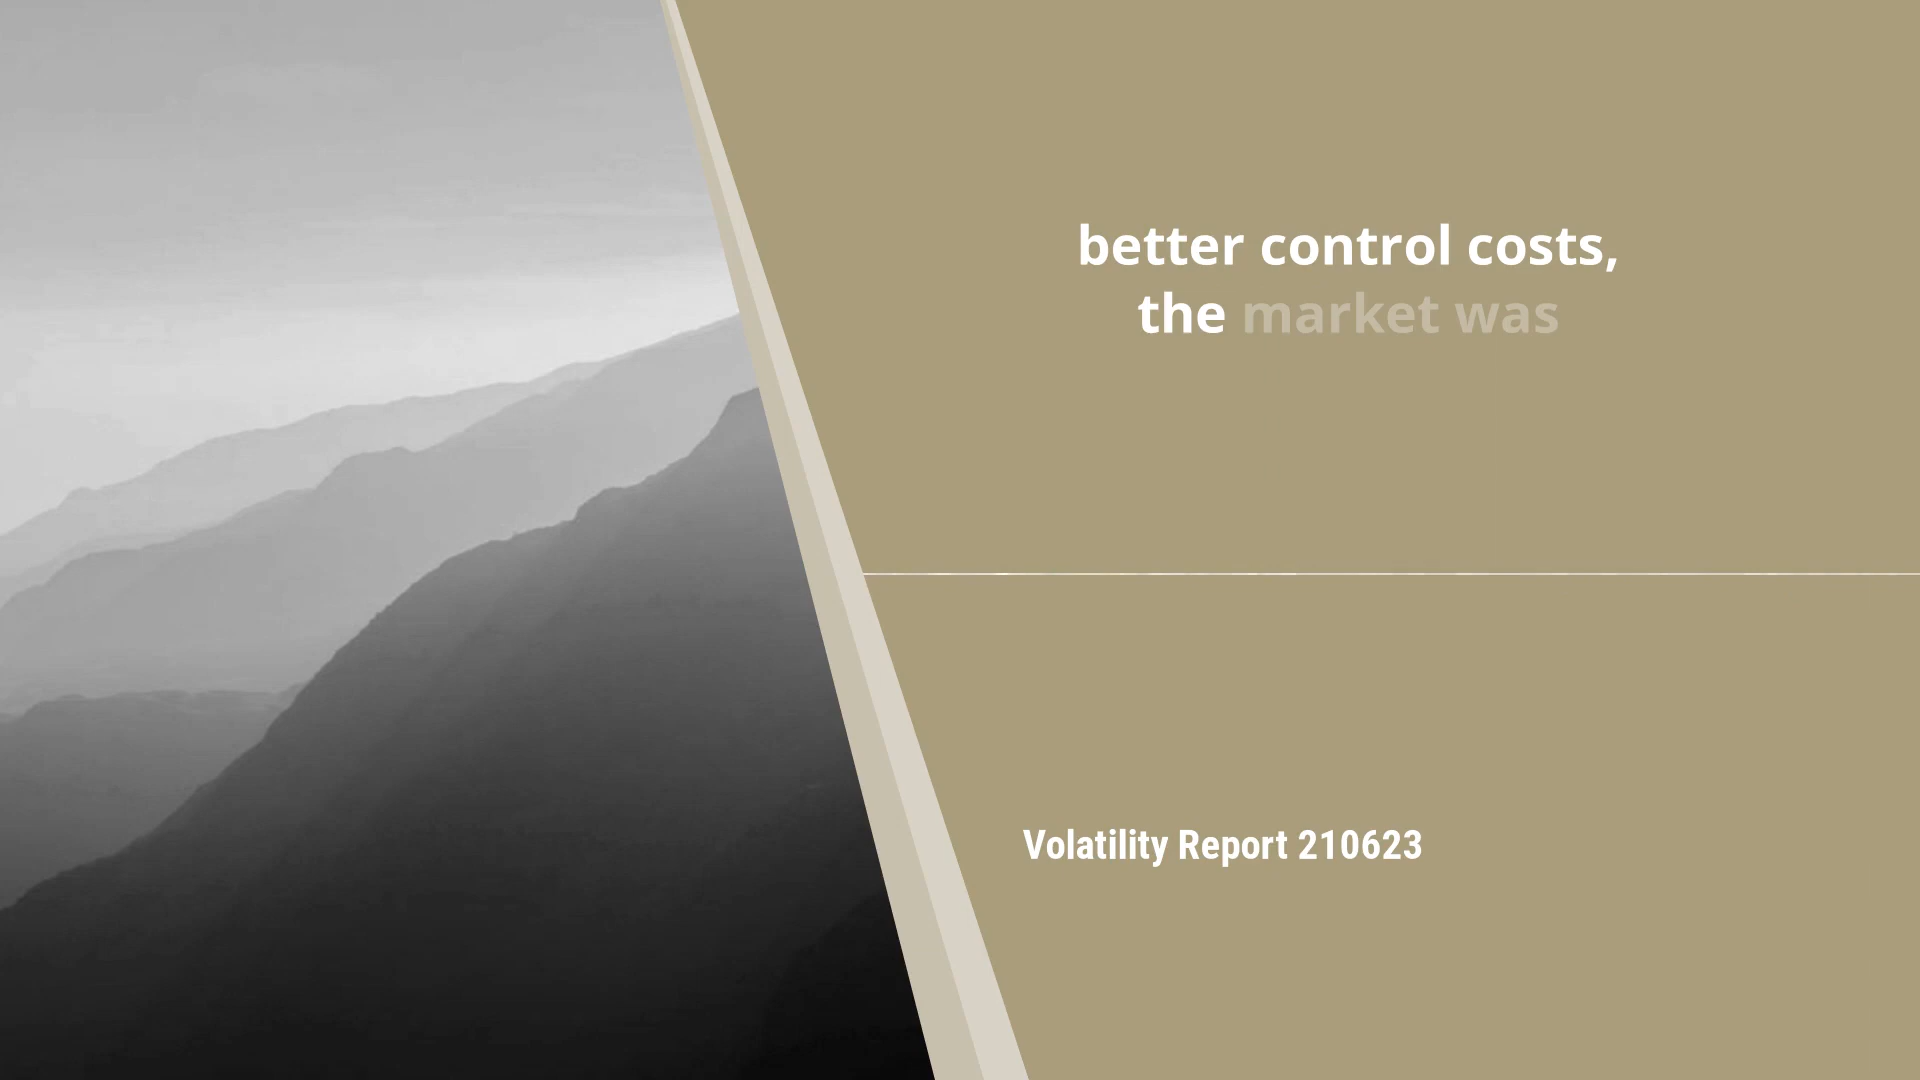 better control costs,
the market was
Volatility Report 210623